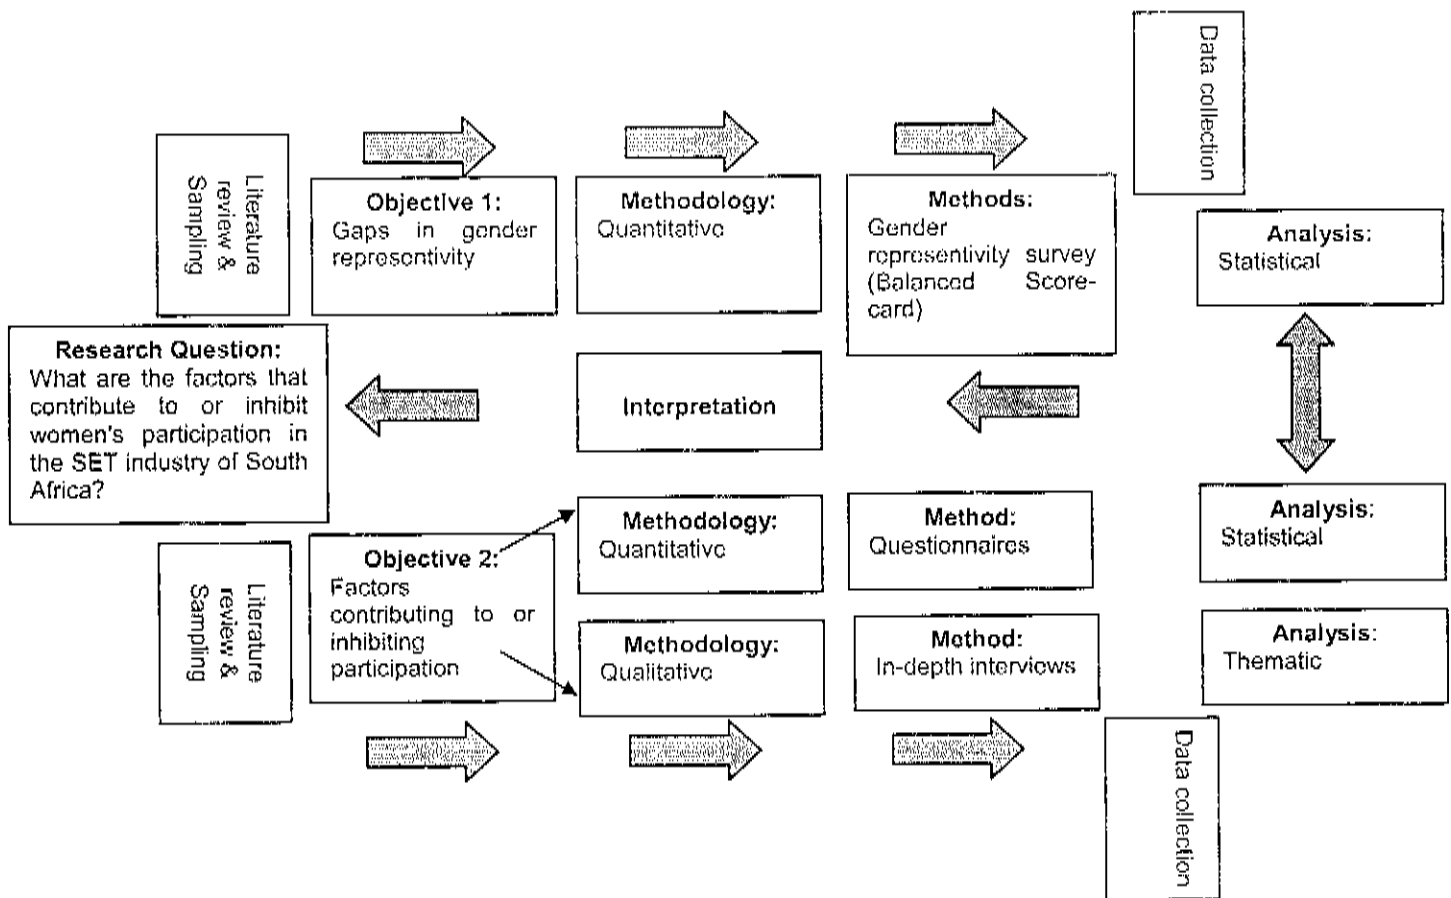 Data collection
Literature
review &
Sampling
Objective 1:
Gaps in gender
representivity
Methodology:
Quantitative
Methods:
Gender
representivity survey
(Balanced Score-
card)
Analysis:
Statistical
Research Question:
What are the factors that
contribute to or inhibit
women's participation in
the SET industry of South
Africa?
Interpretation
Literature
review &
Sampling
Objective 2:
Factors
contributing to or
inhibiting
participation
Methodology:
Quantitative
Method:
Questionnaires
Analysis:
Statistical
Methodology:
Qualitative
Method:
In-depth interviews
Analysis:
Thematic
Data collection